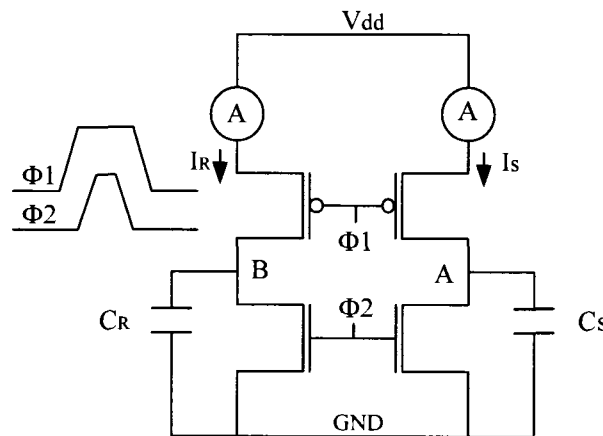 Vdd
A A
IR IS
Φ1
Φ2
Φ1
B A
Φ2
CR CS
GND